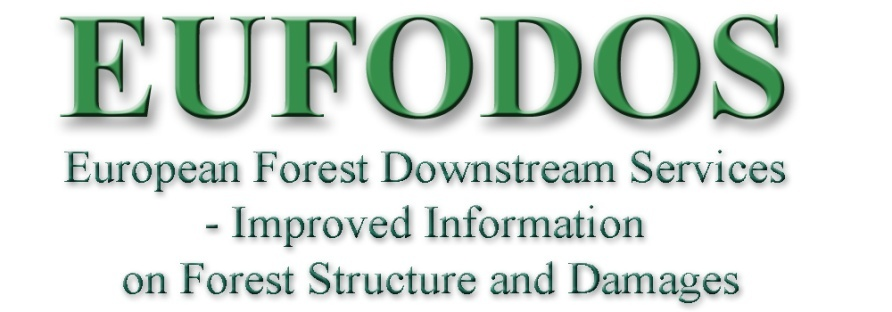 EUFODOS
European Forest Downstream Services
- Improved Information
on Forest Structure and Damages